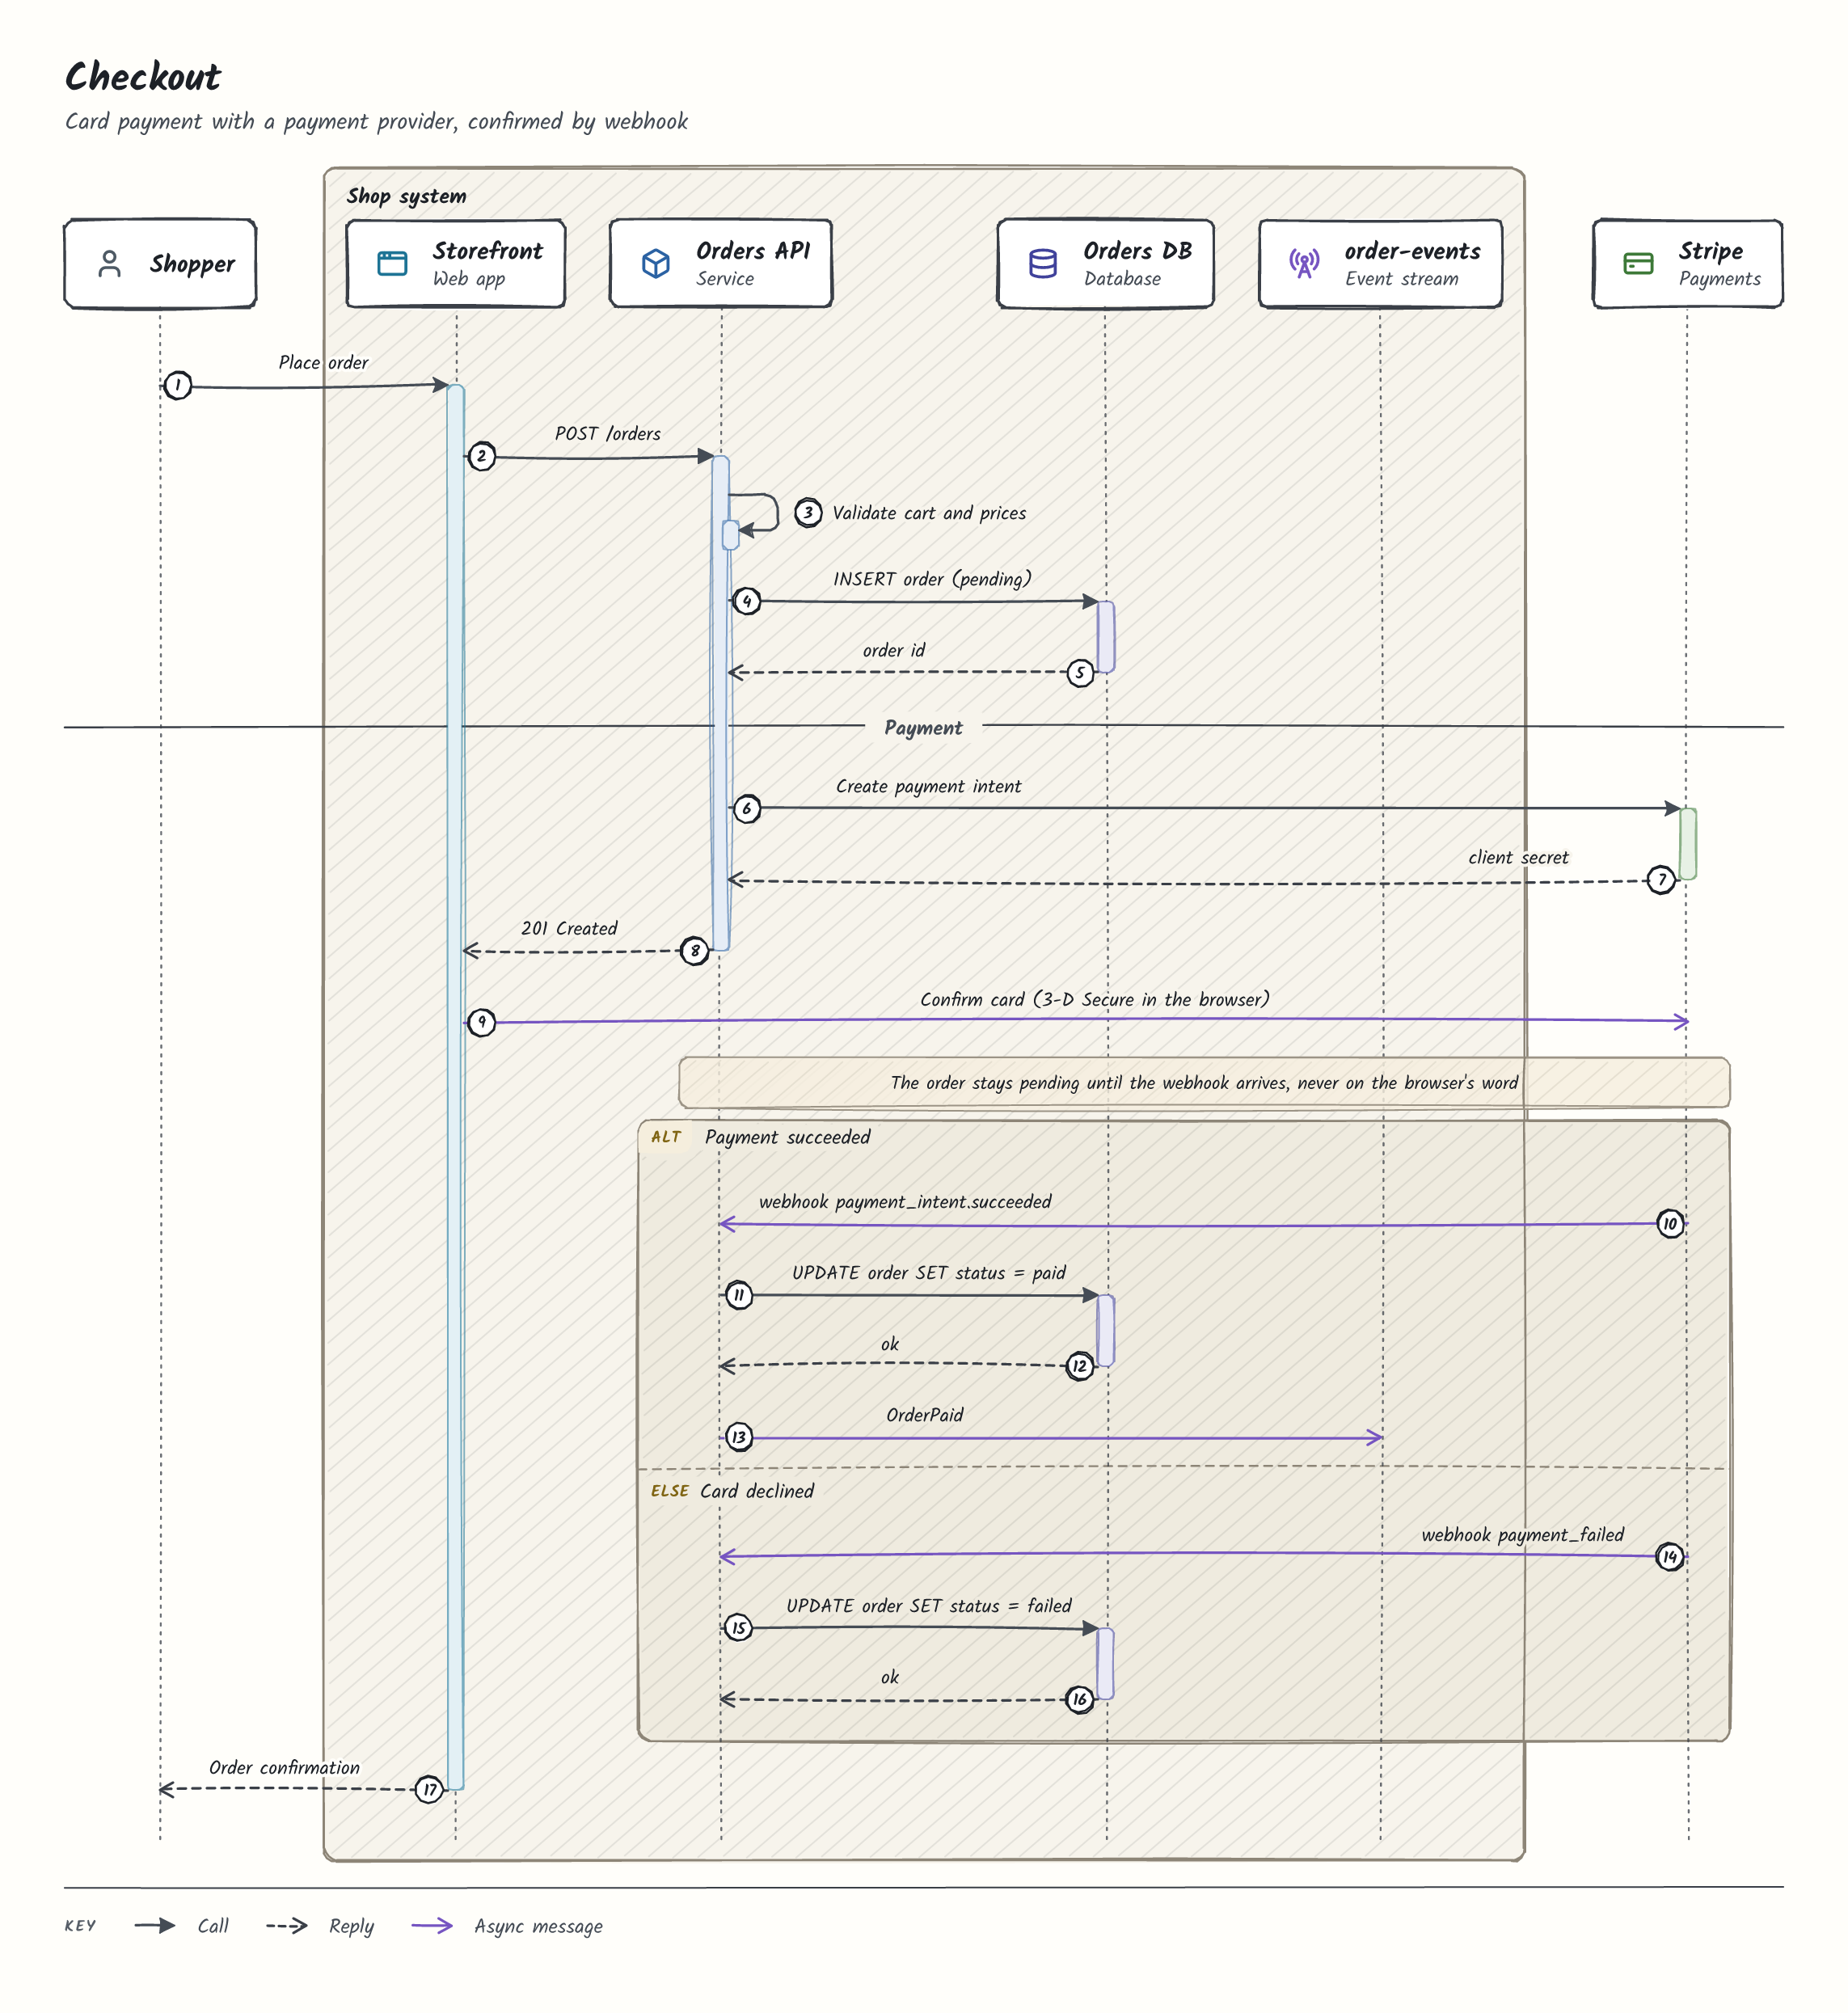 Checkout
Card payment with a payment provider, confirmed by webhook
Shop system
Shopper
Storefront
Web app
Orders API
Service
Orders DB
Database
order-events
Event stream
Stripe
Payments
Place order
1
POST /orders
2
3 Validate cart and prices
INSERT order (pending)
4
order id
5
Payment
Create payment intent
6
client secret
7
201 Created
8
Confirm card (3-D Secure in the browser)
9
The order stays pending until the webhook arrives, never on the browser's word
ALT Payment succeeded
webhook payment_intent.succeeded
10
UPDATE order SET status = paid
11
ok
12
OrderPaid
13
ELSE Card declined
webhook payment_failed
14
UPDATE order SET status = failed
15
ok
16
Order confirmation
17
KEY Call Reply Async message